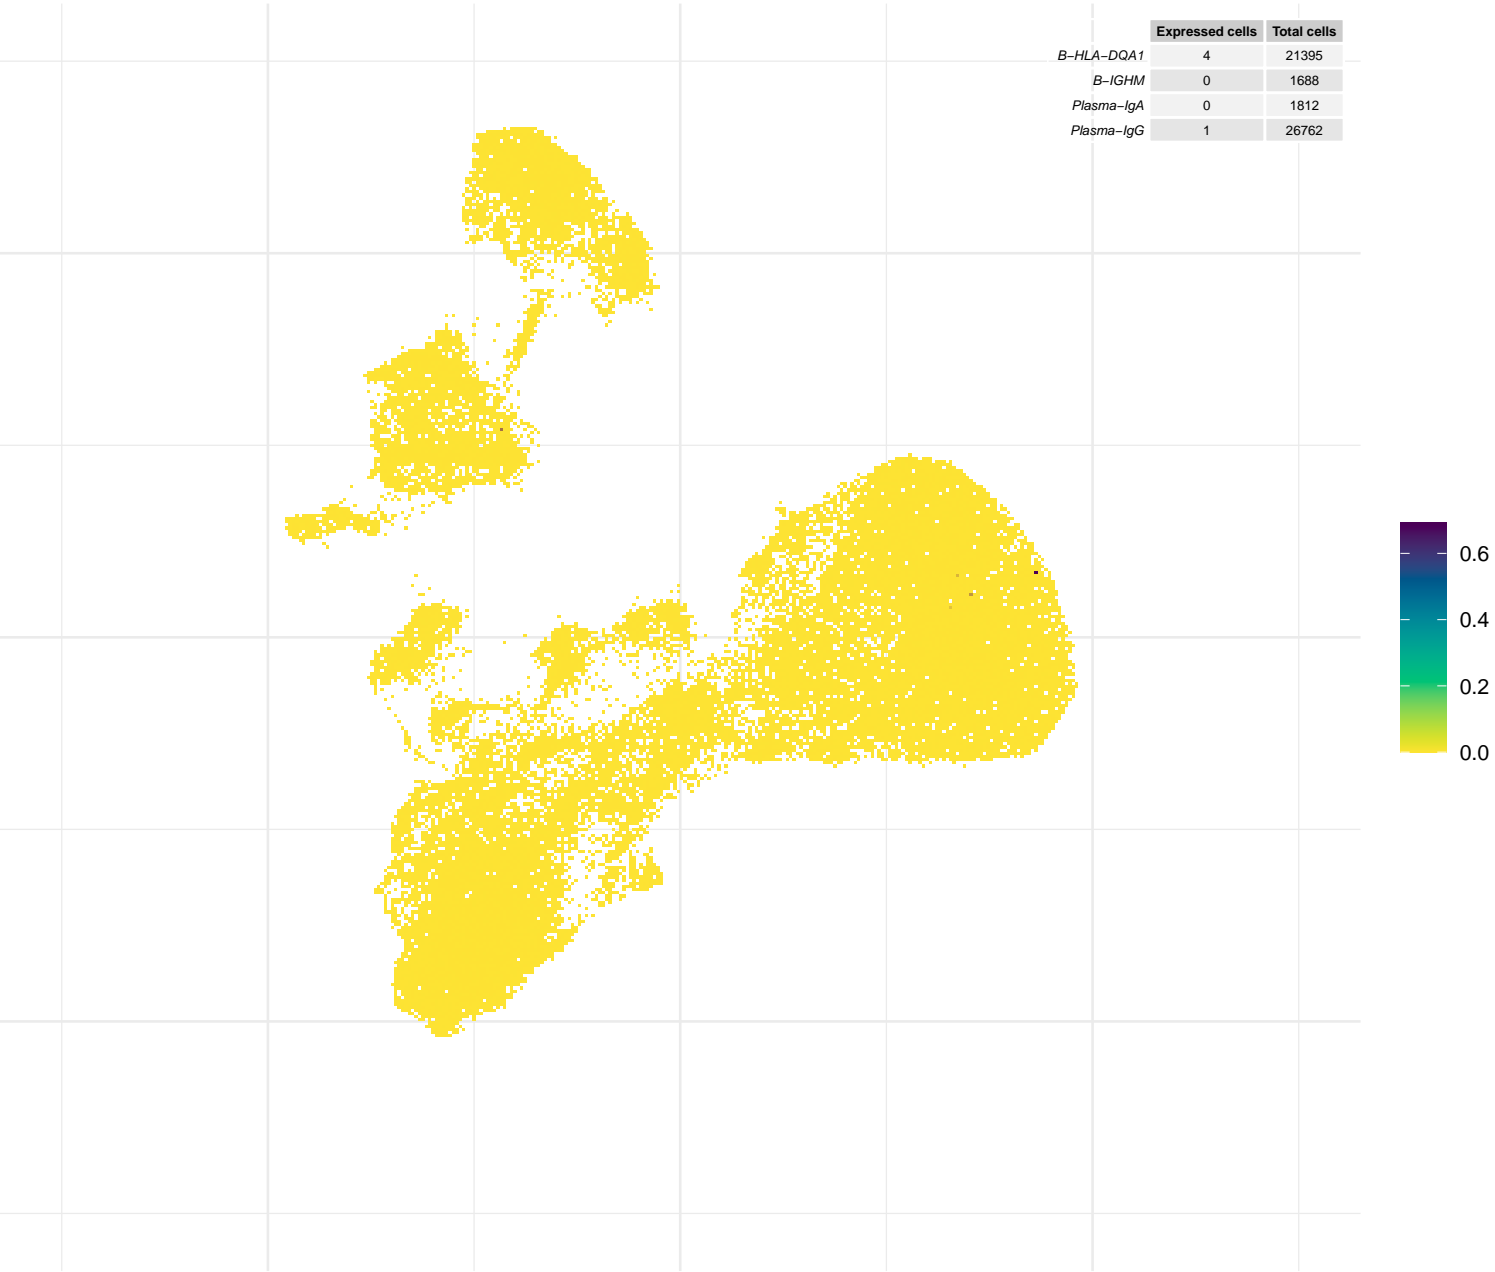 Expressed cells Total cells
B−HLA−DQA1 4 21395
B−IGHM 0 1688
Plasma−IgA 0 1812
Plasma−IgG 1 26762
0.6
0.4
0.2
0.0